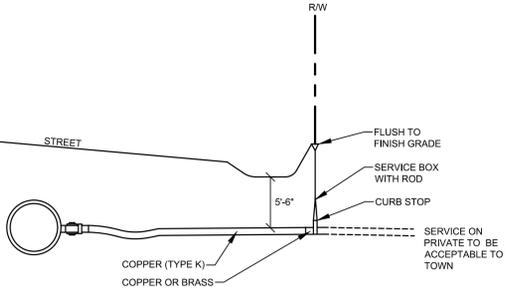 R/W
STREET
FLUSH TO
FINISH GRADE
SERVICE BOX
WITH ROD
5'-6"
CURB STOP
SERVICE ON
PRIVATE TO BE
ACCEPTABLE TO
TOWN
COPPER (TYPE K)
COPPER OR BRASS